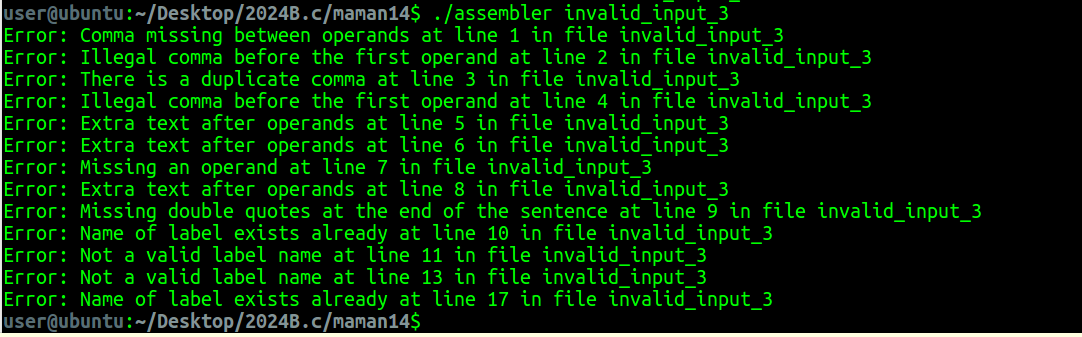 user@ubuntu:~/Desktop/2024B.c/maman14$ ./assembler invalid_input_3
Error: Comma missing between operands at line 1 in file invalid_input_3
Error: Illegal comma before the first operand at line 2 in file invalid_input_3
Error: There is a duplicate comma at line 3 in file invalid_input_3
Error: Illegal comma before the first operand at line 4 in file invalid_input_3
Error: Extra text after operands at line 5 in file invalid_input_3
Error: Extra text after operands at line 6 in file invalid_input_3
Error: Missing an operand at line 7 in file invalid_input_3
Error: Extra text after operands at line 8 in file invalid_input_3
Error: Missing double quotes at the end of the sentence at line 9 in file invalid_input_3
Error: Name of label exists already at line 10 in file invalid_input_3
Error: Not a valid label name at line 11 in file invalid_input_3
Error: Not a valid label name at line 13 in file invalid_input_3
Error: Name of label exists already at line 17 in file invalid_input_3
user@ubuntu:~/Desktop/2024B.c/maman14$